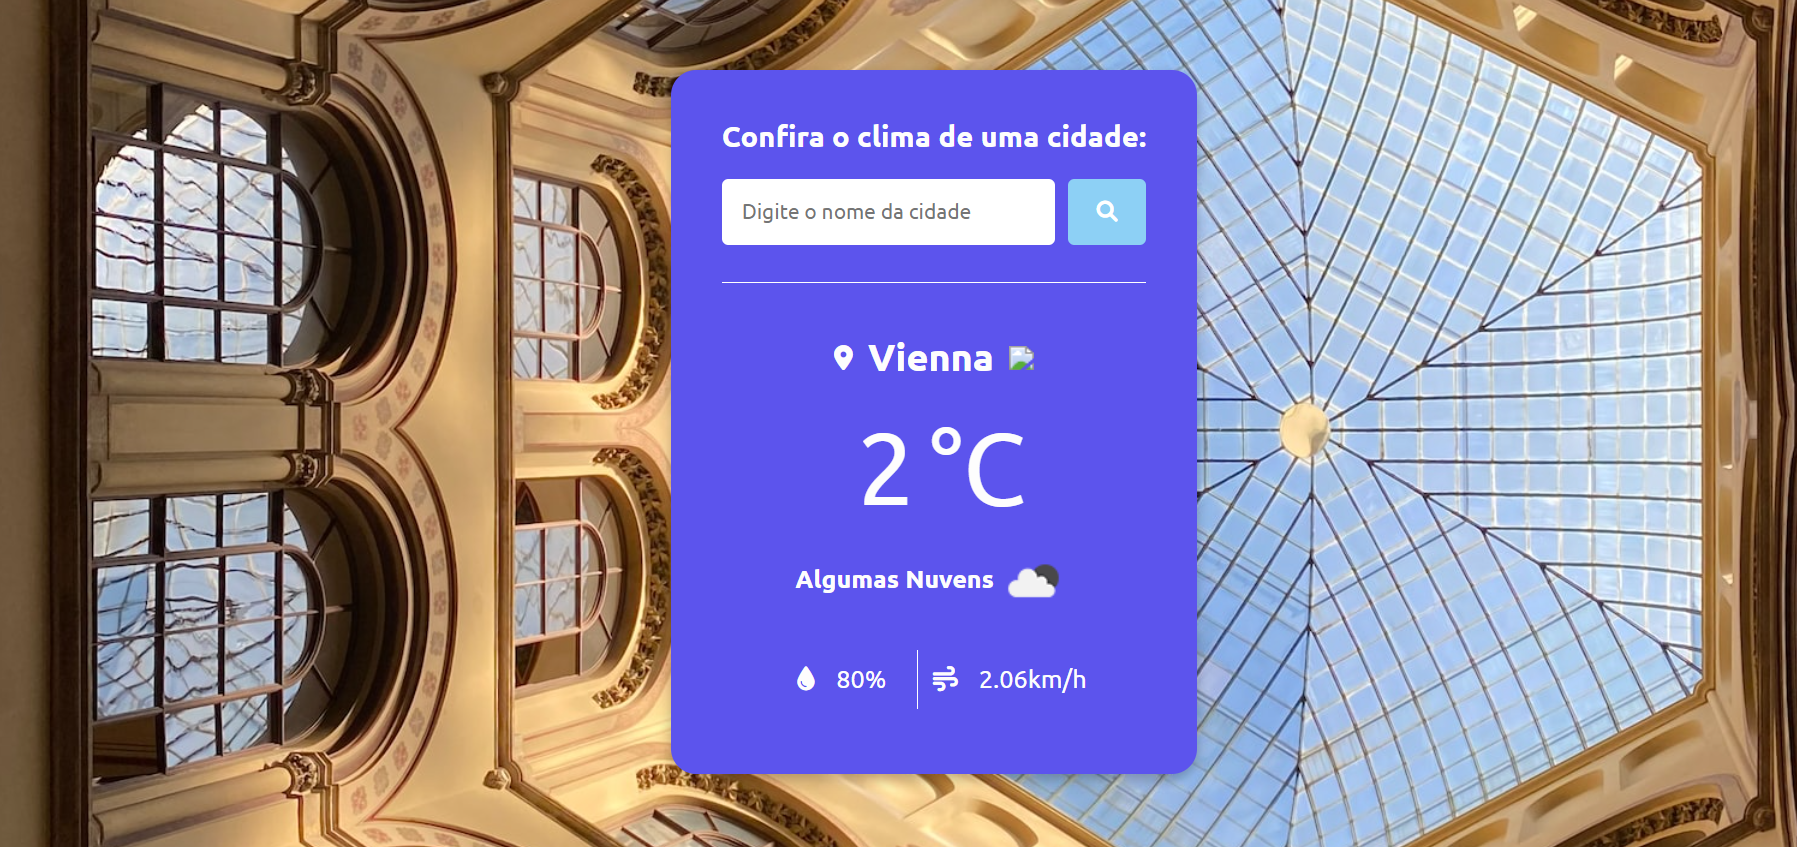 Confira o clima de uma cidade:
Digite o nome da cidade
Vienna
2 °C
Algumas Nuvens
80% 2.06km/h